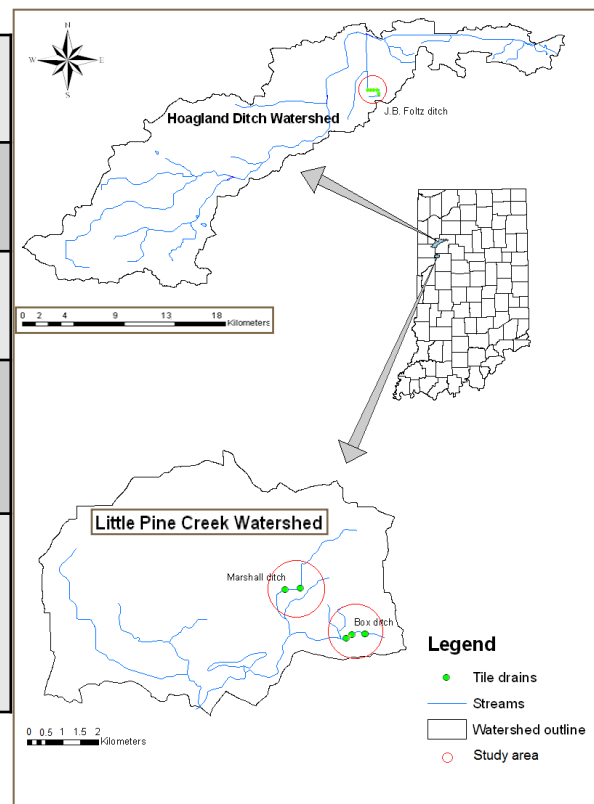 N
W E
S
Hoagland Ditch Watershed
J.B. Foltz ditch
0 2 4 9 13 18
Kilometers
Little Pine Creek Watershed
Marshall ditch
Box ditch
Legend
Tile drains
Streams
Watershed outline
Study area
0 0.5 1 1.5 2
Kilometers